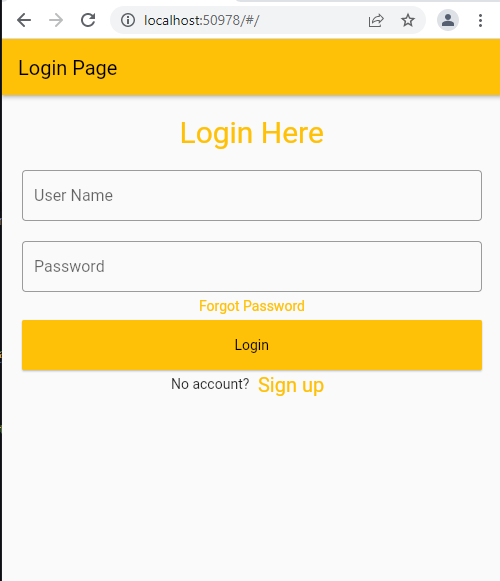 localhost:50978/#/
Login Page
Login Here
User Name
Password
Forgot Password
Login
No account? Sign up